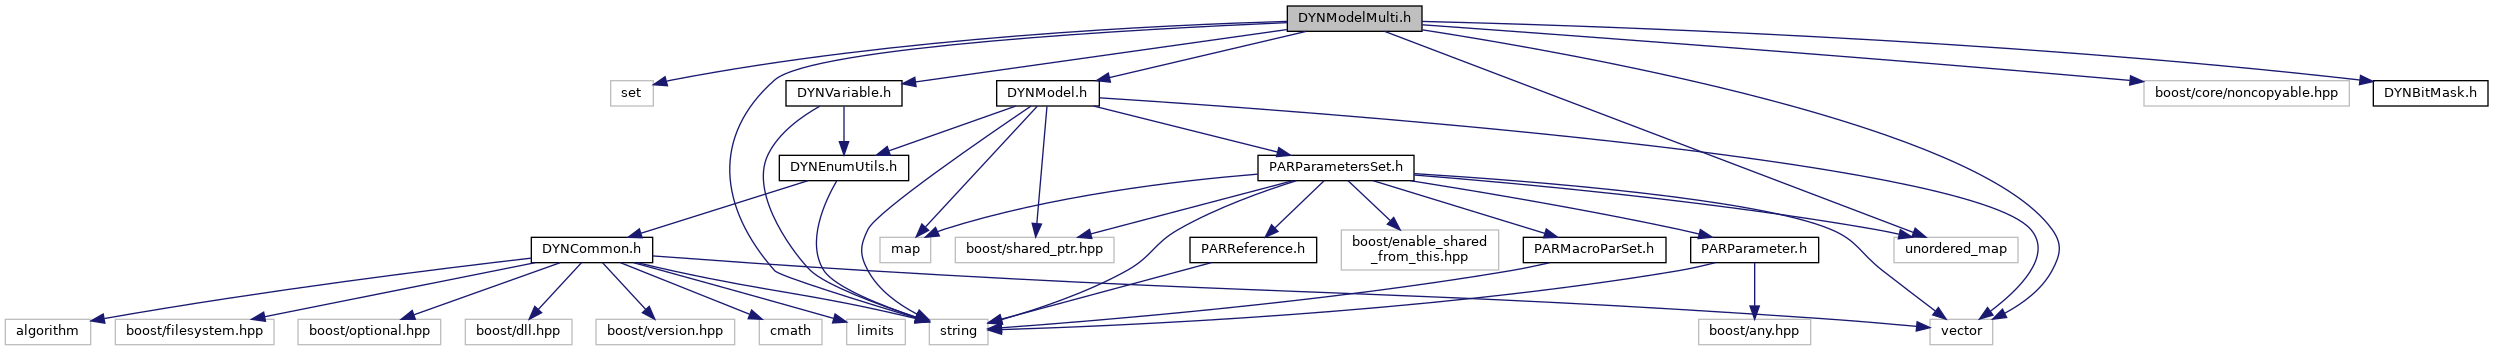 DYNModelMulti.h
set
DYNVariable.h
DYNModel.h
boost/core/noncopyable.hpp
DYNBitMask.h
DYNEnumUtils.h
PARParametersSet.h
DYNCommon.h
map
boost/shared_ptr.hpp
PARReference.h
boost/enable_shared
_from_this.hpp
PARMacroParSet.h
PARParameter.h
unordered_map
algorithm
boost/filesystem.hpp
boost/optional.hpp
boost/dll.hpp
boost/version.hpp
cmath
limits
string
boost/any.hpp
vector